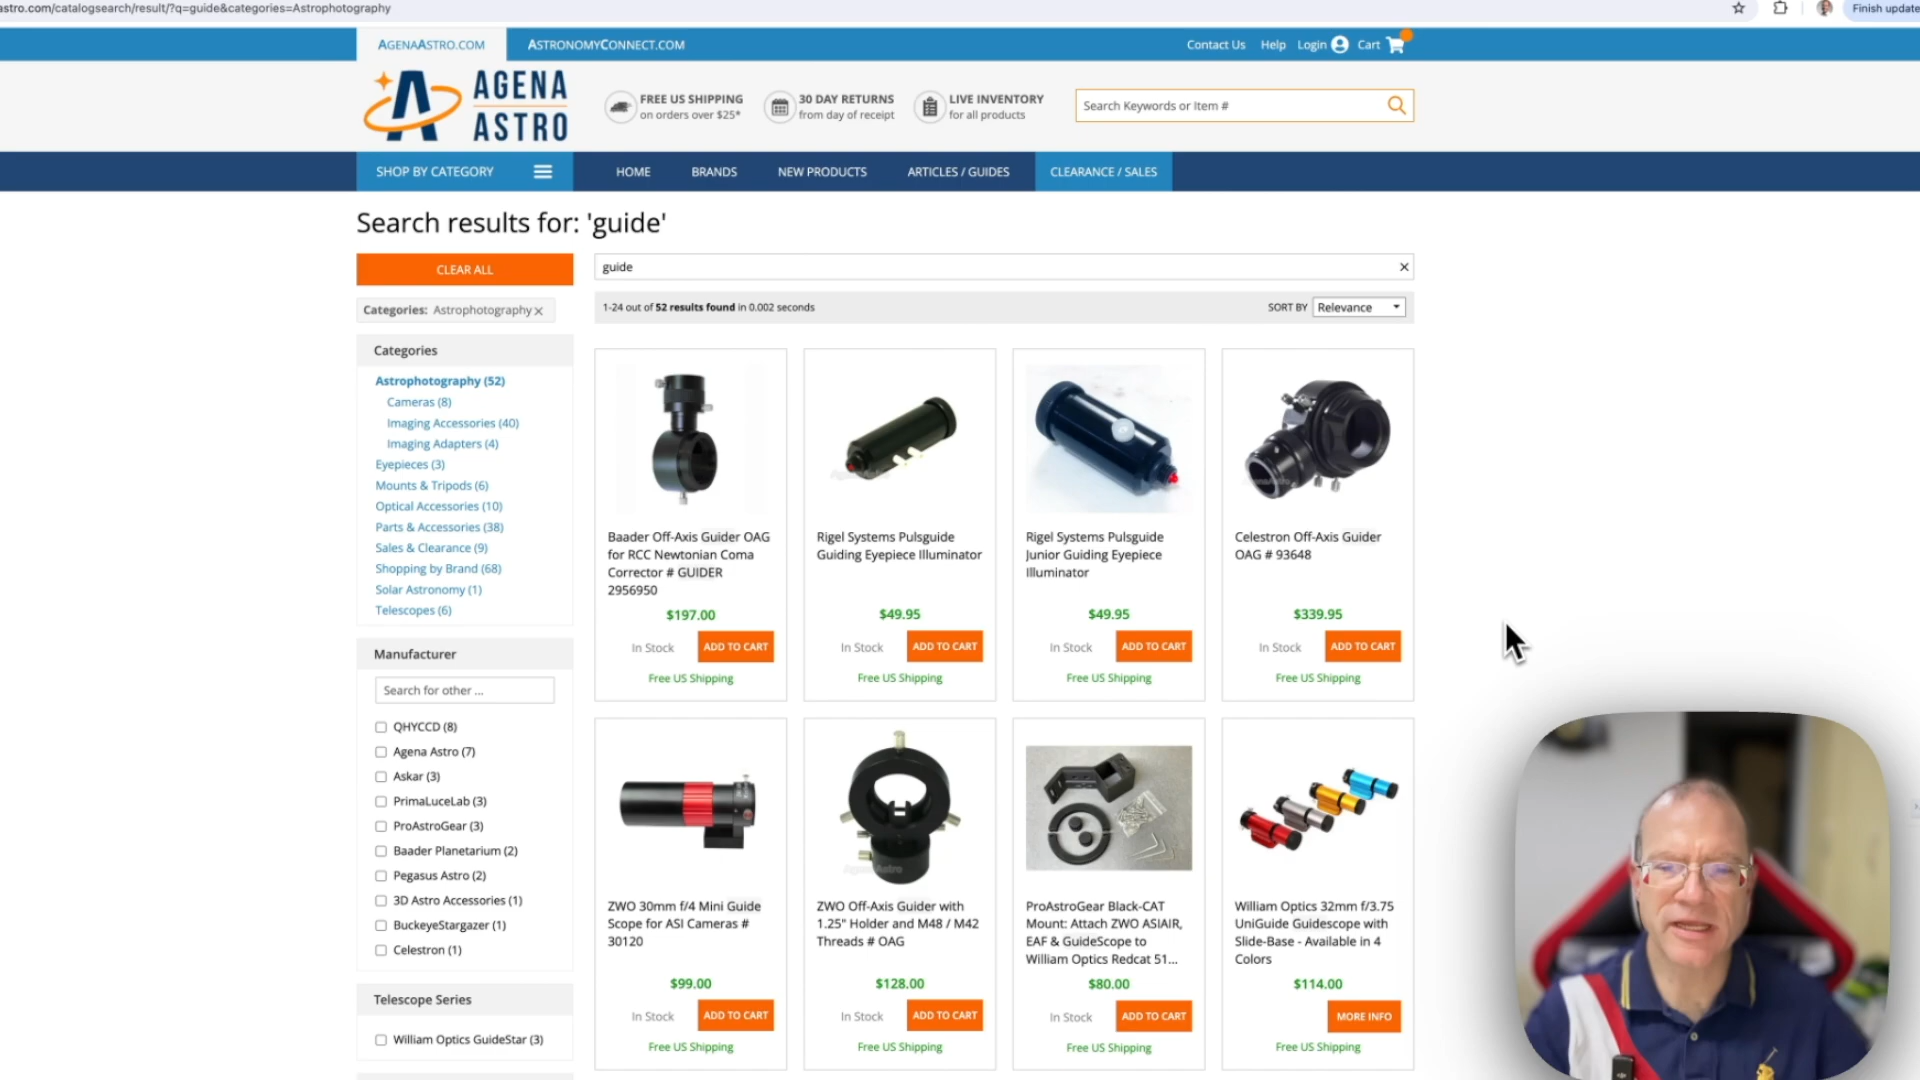 astro.com/catalogsearch/result/?q=guide&categories=Astrophotography
Finish update
AGENAASTRO.COM
ASTRONOMYCONNECT.COM
Contact Us
Help
Login
Cart
AGENA
ASTRO
FREE US SHIPPING
on orders over $25*
30 DAY RETURNS
from day of receipt
LIVE INVENTORY
for all products
Search Keywords or Item #
SHOP BY CATEGORY
HOME
BRANDS
NEW PRODUCTS
ARTICLES / GUIDES
CLEARANCE / SALES
Search results for: 'guide'
CLEAR ALL
guide
Categories: Astrophotography
1-24 out of 52 results found in 0.002 seconds
SORT BY
Relevance
Categories
Astrophotography (52)
Cameras (8)
Imaging Accessories (40)
Imaging Adapters (4)
Eyepieces (3)
Mounts & Tripods (6)
Optical Accessories (10)
Parts & Accessories (38)
Sales & Clearance (9)
Shopping by Brand (68)
Solar Astronomy (1)
Telescopes (6)
Manufacturer
Search for other ...
QHYCCD (8)
Agena Astro (7)
Askar (3)
PrimaLuceLab (3)
ProAstroGear (3)
Baader Planetarium (2)
Pegasus Astro (2)
3D Astro Accessories (1)
BuckeyeStargazer (1)
Celestron (1)
Telescope Series
William Optics GuideStar (3)
Baader Off-Axis Guider OAG
for RCC Newtonian Coma
Corrector # GUIDER
2956950
$197.00
In Stock
ADD TO CART
Free US Shipping
Rigel Systems Pulsguide
Guiding Eyepiece Illuminator
$49.95
In Stock
ADD TO CART
Free US Shipping
Rigel Systems Pulsguide
Junior Guiding Eyepiece
Illuminator
$49.95
In Stock
ADD TO CART
Free US Shipping
Celestron Off-Axis Guider
OAG # 93648
$339.95
In Stock
ADD TO CART
Free US Shipping
ZWO 30mm f/4 Mini Guide
Scope for ASI Cameras #
30120
$99.00
In Stock
ADD TO CART
Free US Shipping
ZWO Off-Axis Guider with
1.25" Holder and M48 / M42
Threads # OAG
$128.00
In Stock
ADD TO CART
Free US Shipping
ProAstroGear Black-CAT
Mount: Attach ZWO ASIAIR,
EAF & GuideScope to
William Optics Redcat 51...
$80.00
In Stock
ADD TO CART
Free US Shipping
William Optics 32mm f/3.75
UniGuide Guidescope with
Slide-Base - Available in 4
Colors
$114.00
MORE INFO
Free US Shipping